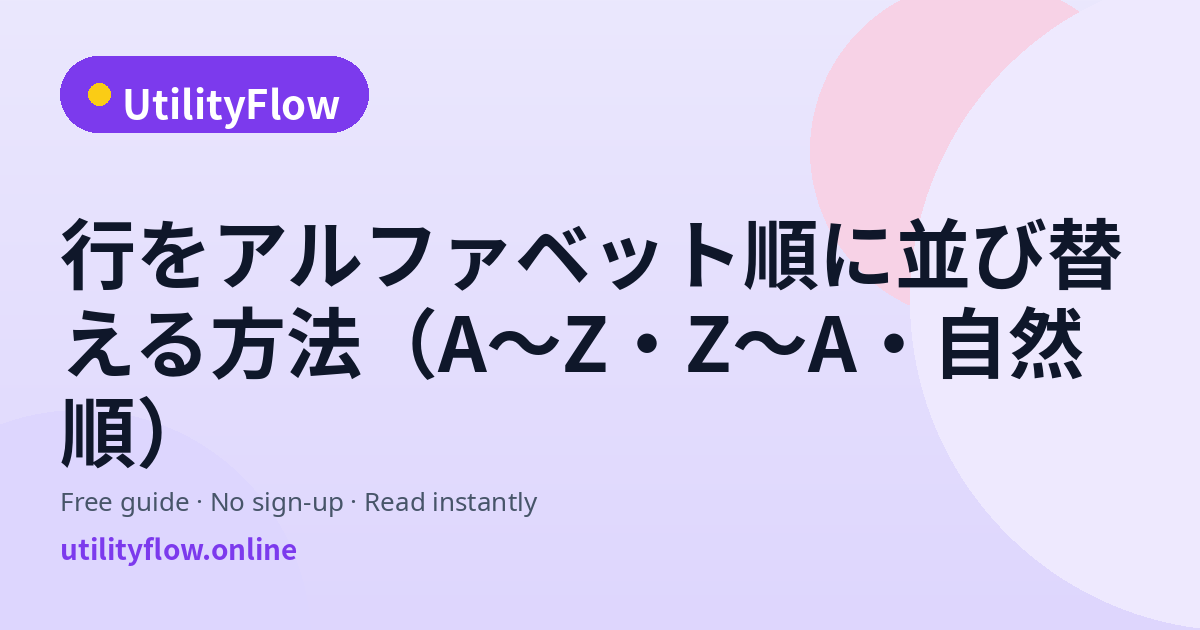 UtilityFlow
行をアルファベット順に並び替
える方法（A〜Z・Z〜A・自然
順）
Free guide · No sign-up · Read instantly
utilityflow.online